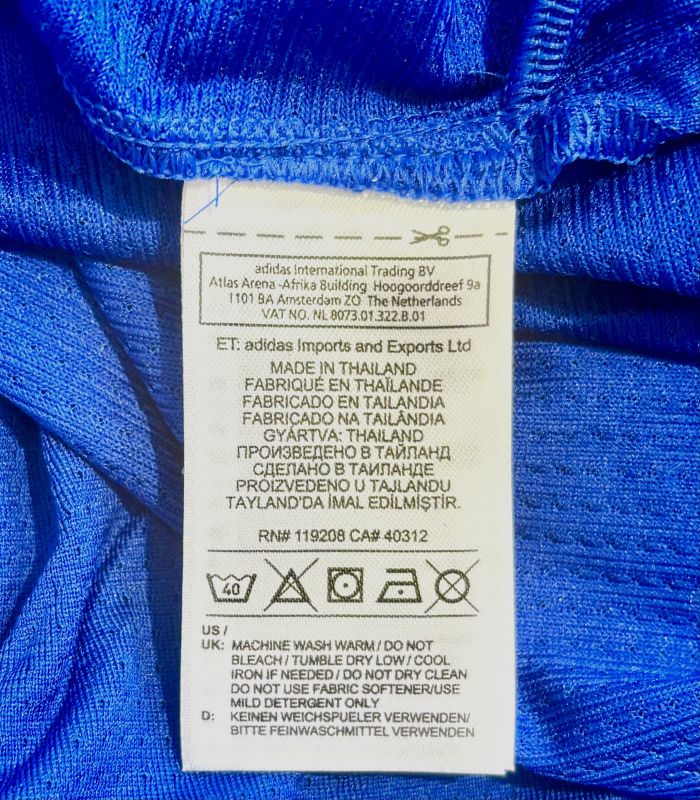 adidas International Trading BV
Atlas Arena -Afrika Building Hoogoorddreef 9a
1101 BA Amsterdam ZO The Netherlands
VAT NO. NL 8073.01.322.B.01
ET: adidas Imports and Exports Ltd
MADE IN THAILAND
FABRIQUÉ EN THAÏLANDE
FABRICADO EN TAILANDIA
FABRICADO NA TAILÂNDIA
GYÁRTVA: THAILAND
ПРОИЗВЕДЕНО В ТАЙЛАНД
СДЕЛАНО В ТАИЛАНДЕ
PROIZVEDENO U TAJLANDU
TAYLAND'DA İMAL EDİLMİŞTİR.
RN# 119208 CA# 40312
40
US /
UK: MACHINE WASH WARM / DO NOT
BLEACH / TUMBLE DRY LOW / COOL
IRON IF NEEDED / DO NOT DRY CLEAN
DO NOT USE FABRIC SOFTENER/USE
MILD DETERGENT ONLY
D: KEINEN WEICHSPUELER VERWENDEN/
BITTE FEINWASCHMITTEL VERWENDEN